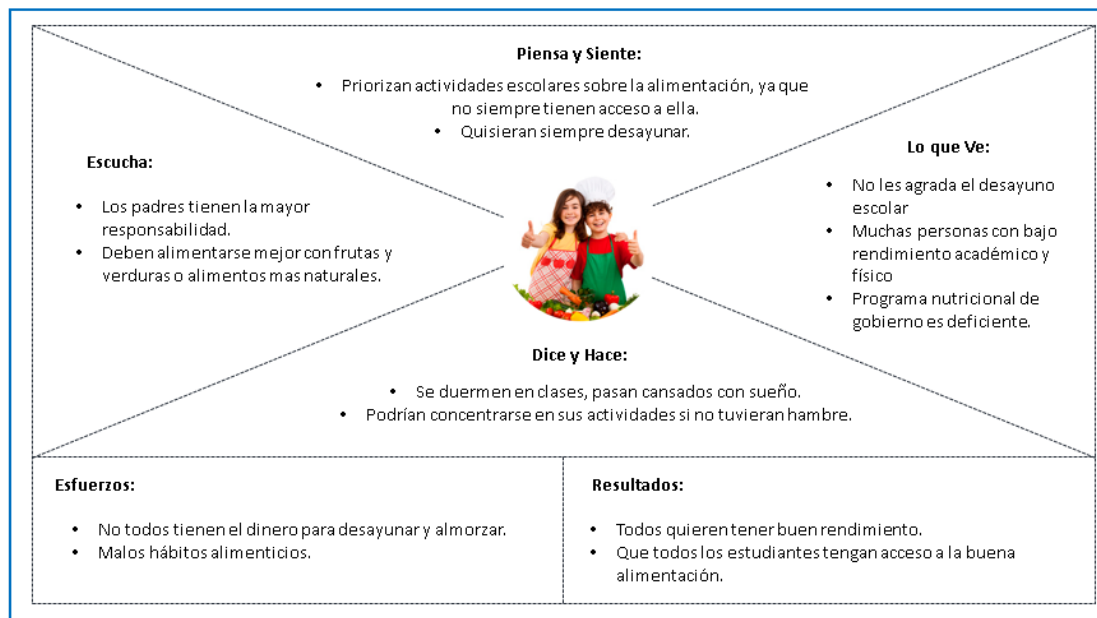 Piensa y Siente:
• Priorizan actividades escolares sobre la alimentación, ya que
no siempre tienen acceso a ella.
• Quisieran siempre desayunar.
Escucha:
• Los padres tienen la mayor
responsabilidad.
• Deben alimentarse mejor con frutas y
verduras o alimentos mas naturales.
Lo que Ve:
• No les agrada el desayuno
escolar
• Muchas personas con bajo
rendimiento académico y
físico
• Programa nutricional de
gobierno es deficiente.
Dice y Hace:
• Se duermen en clases, pasan cansados con sueño.
• Podrían concentrarse en sus actividades si no tuvieran hambre.
Esfuerzos:
• No todos tienen el dinero para desayunar y almorzar.
• Malos hábitos alimenticios.
Resultados:
• Todos quieren tener buen rendimiento.
• Que todos los estudiantes tengan acceso a la buena
alimentación.